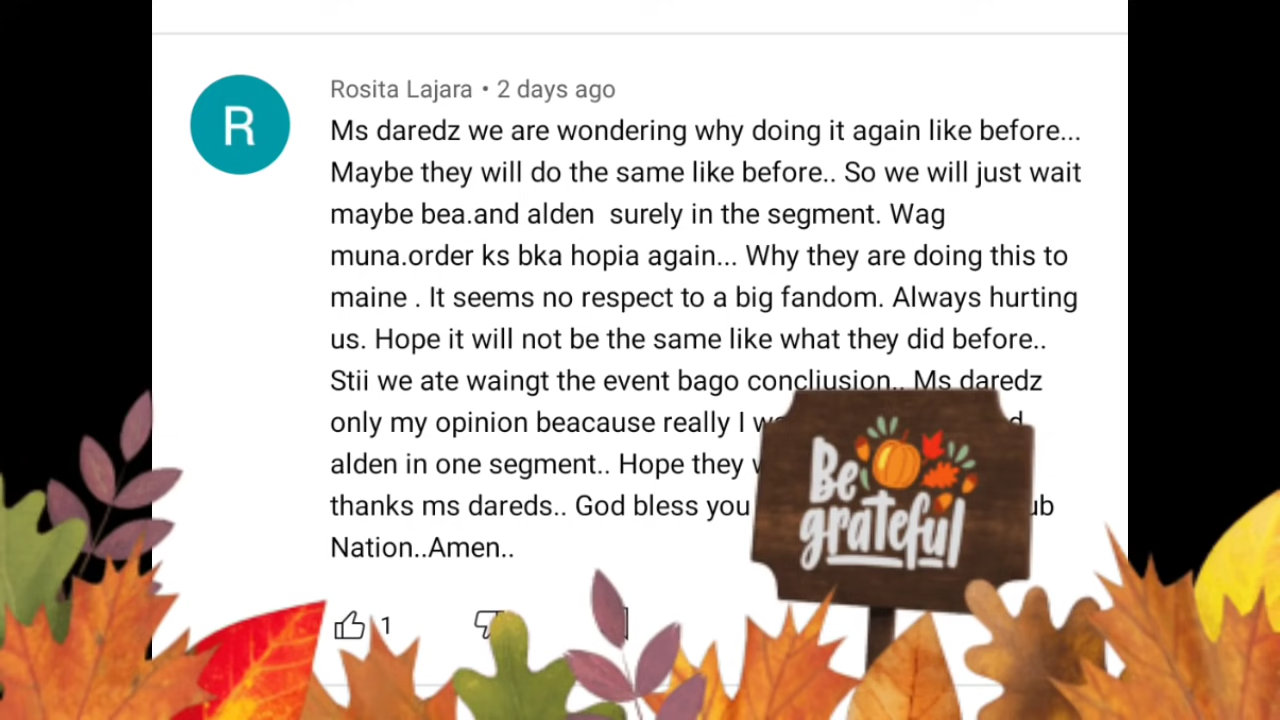 R
Rosita Lajara • 2 days ago
Ms daredz we are wondering why doing it again like before...
Maybe they will do the same like before.. So we will just wait
maybe bea.and alden  surely in the segment. Wag
muna.order ks bka hopia again... Why they are doing this to
maine . It seems no respect to a big fandom. Always hurting
us. Hope it will not be the same like what they did before..
Stii we ate waingt the event bago concliusion.. Ms daredz
only my opinion beacause really I
alden in one segment.. Hope they
thanks ms dareds.. God bless you
Nation..Amen..
1
Be
grateful